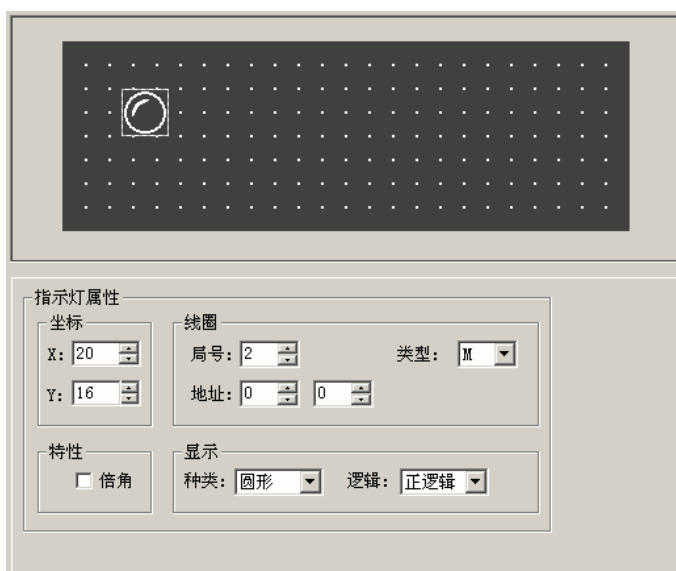 指示灯属性
坐标
X: 20
Y: 16
线圈
局号: 2
类型: M
地址: 0 0
特性
倍角
显示
种类: 圆形
逻辑: 正逻辑